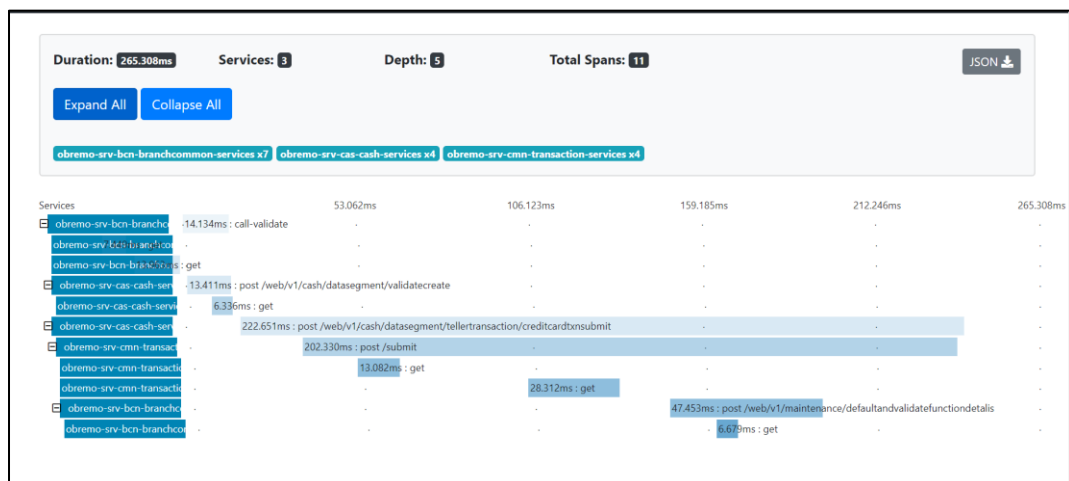 Duration: 265.308ms Services: 3 Depth: 5 Total Spans: 11 JSON
Expand All Collapse All
obremo-srv-bcn-branchcommon-services x7 obremo-srv-cas-cash-services x4 obremo-srv-cmn-transaction-services x4
Services 53.062ms 106.123ms 159.185ms 212.246ms 265.308ms
obremo-srv-bcn-branchco 14.134ms : call-validate
obremo-srv-bcn-branchcor
obremo-srv-bcn-branchcor : get
obremo-srv-cas-cash-serv 13.411ms : post /web/v1/cash/datasegment/validatecreate
obremo-srv-cas-cash-servi 6.336ms : get
obremo-srv-cas-cash-serv 222.651ms : post /web/v1/cash/datasegment/tellertransaction/creditcardtxnsubmit
obremo-srv-cmn-transact 202.330ms : post /submit
obremo-srv-cmn-transactic 13.082ms : get
obremo-srv-cmn-transactic 28.312ms : get
obremo-srv-bcn-branchco 47.453ms : post /web/v1/maintenance/defaultandvalidatefunctiondetalis
obremo-srv-bcn-branchcor 6.679ms : get